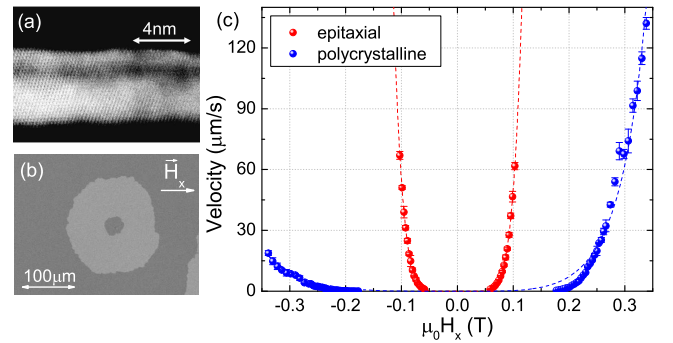 (a)
4nm
(b)
H⃗x
100μm
(c)
epitaxial
polycrystalline
Velocity (μm/s)
120
90
60
30
0
-0.3 -0.2 -0.1 0.0 0.1 0.2 0.3
μ₀Hₓ (T)